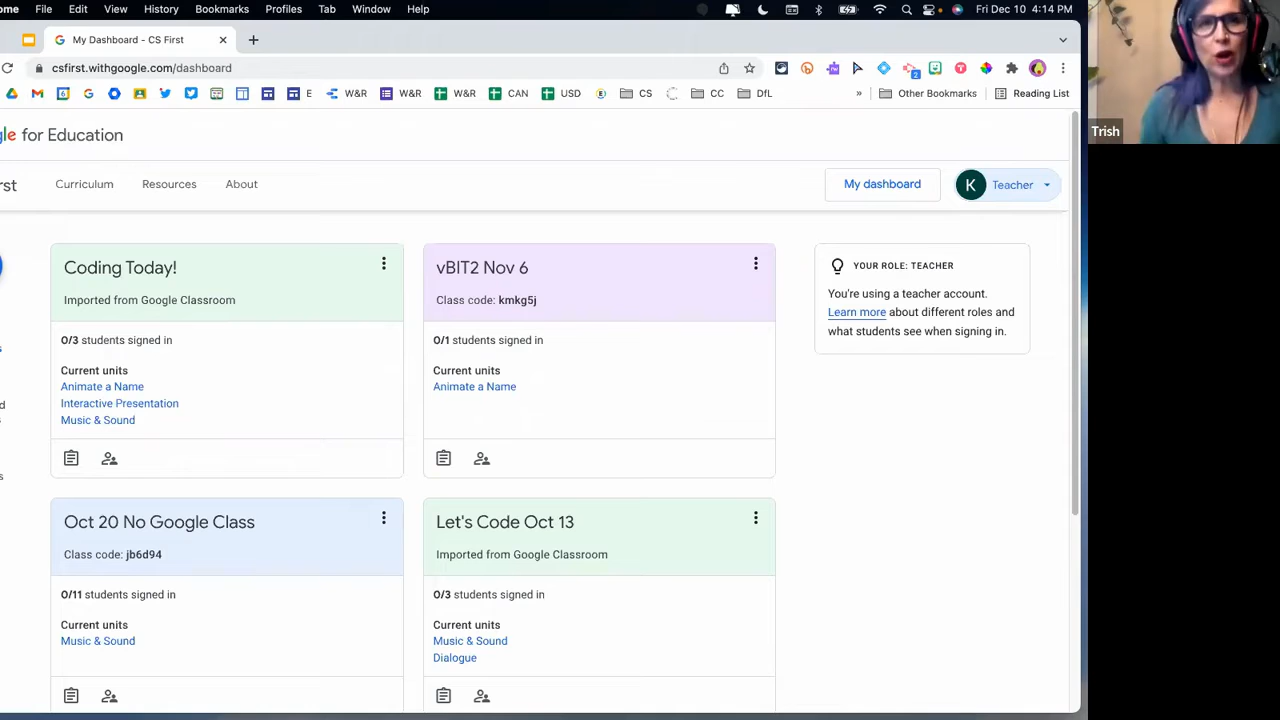 ome File Edit View History Bookmarks Profiles Tab Window Help Fri Dec 10 4:14 PM
My Dashboard - CS First
csfirst.withgoogle.com/dashboard
E W&R W&R W&R CAN USD CS CC DfL » Other Bookmarks Reading List
gle for Education
rst Curriculum Resources About My dashboard K Teacher
Trish
Coding Today!
Imported from Google Classroom
0/3 students signed in
Current units
Animate a Name
Interactive Presentation
Music & Sound
vBIT2 Nov 6
Class code: kmkg5j
0/1 students signed in
Current units
Animate a Name
YOUR ROLE: TEACHER
You're using a teacher account.
Learn more about different roles and
what students see when signing in.
Oct 20 No Google Class
Class code: jb6d94
0/11 students signed in
Current units
Music & Sound
Let's Code Oct 13
Imported from Google Classroom
0/3 students signed in
Current units
Music & Sound
Dialogue